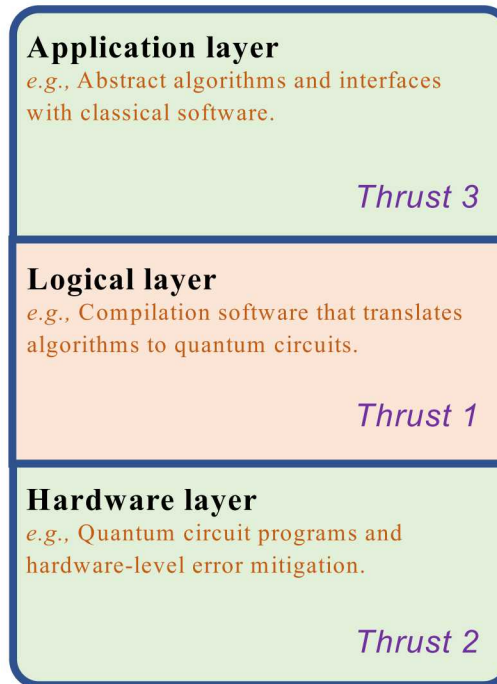 Application layer
e.g., Abstract algorithms and interfaces
with classical software.
Thrust 3
Logical layer
e.g., Compilation software that translates
algorithms to quantum circuits.
Thrust 1
Hardware layer
e.g., Quantum circuit programs and
hardware-level error mitigation.
Thrust 2